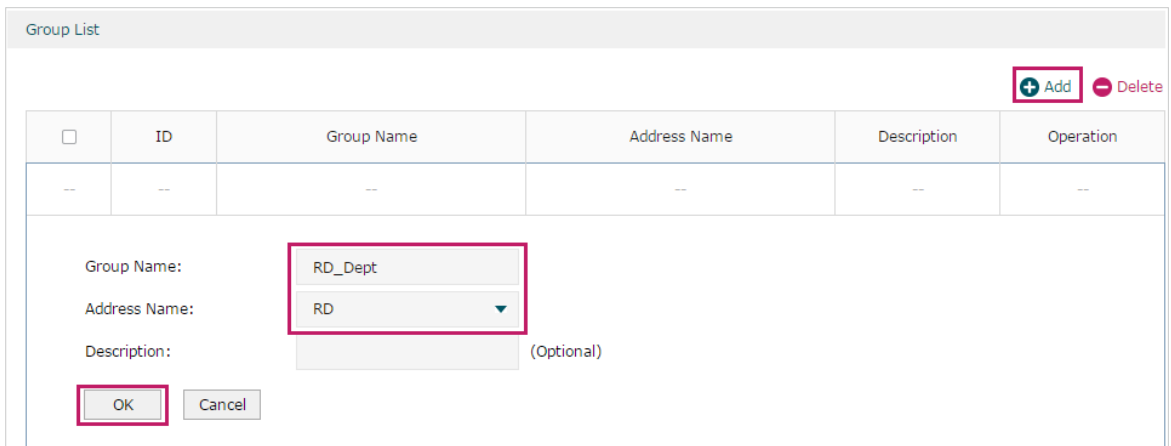 Group List
Add Delete
ID Group Name Address Name Description Operation
-- -- -- -- -- --
Group Name: RD_Dept
Address Name: RD
Description: (Optional)
OK Cancel